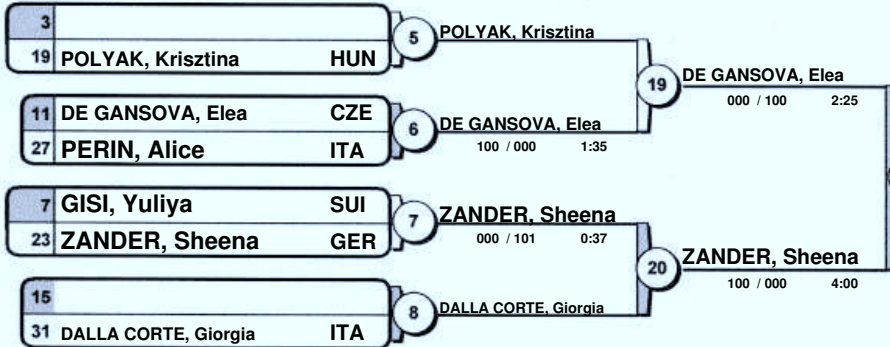 3
19 POLYAK, Krisztina HUN
5
POLYAK, Krisztina
11 DE GANSOVA, Elea CZE
27 PERIN, Alice ITA
6
DE GANSOVA, Elea
100 / 000 1:35
19
DE GANSOVA, Elea
000 / 100 2:25
7 GISI, Yuliya SUI
23 ZANDER, Sheena GER
7
ZANDER, Sheena
000 / 101 0:37
15
31 DALLA CORTE, Giorgia ITA
8
DALLA CORTE, Giorgia
20
ZANDER, Sheena
100 / 000 4:00